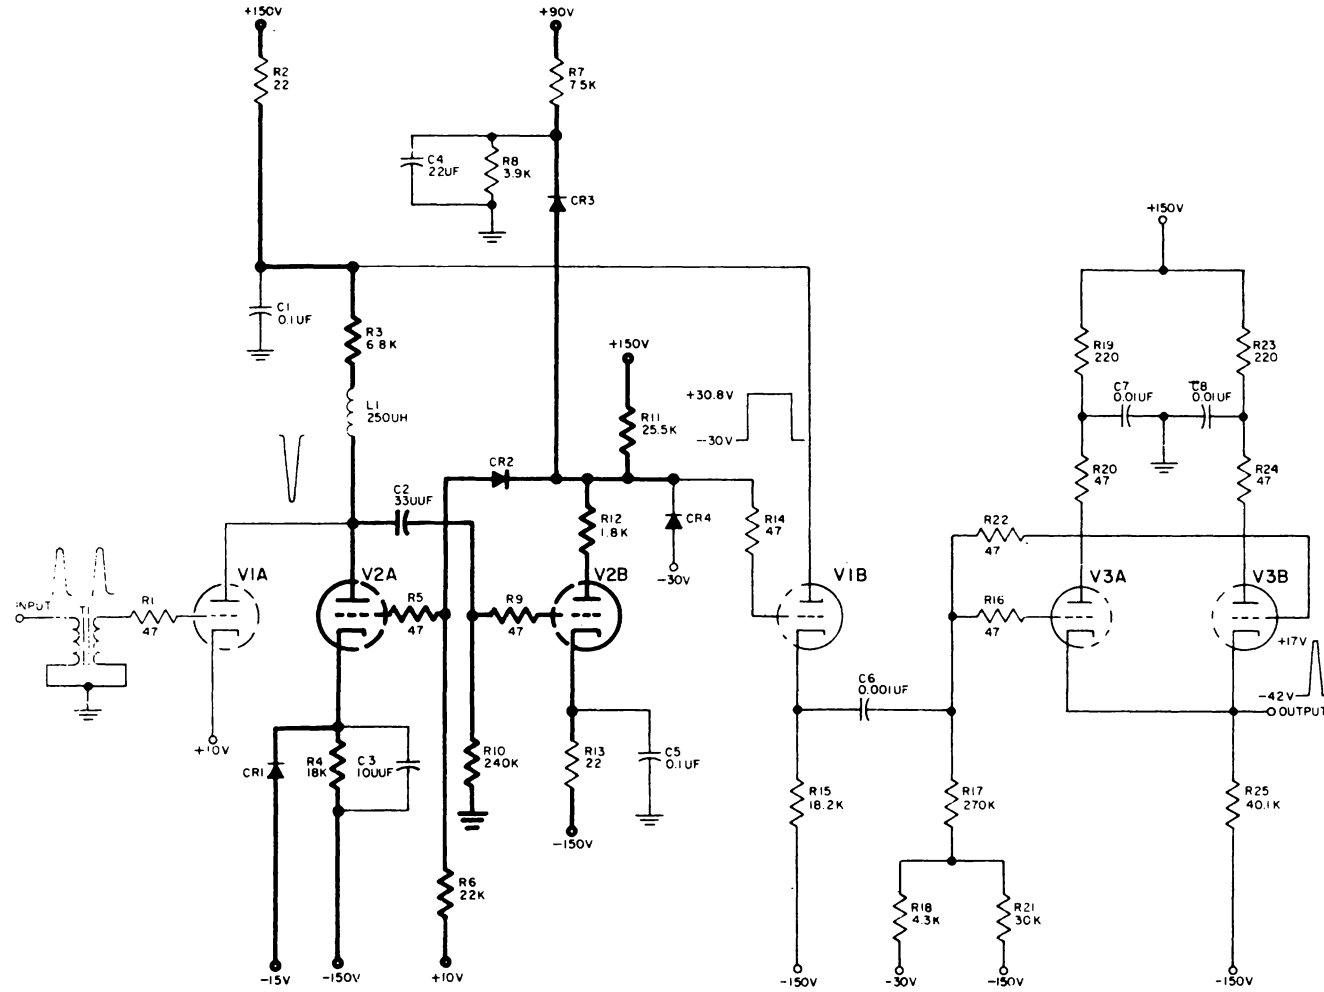 +150V
+90V
R2
22
R7
7.5K
C4
22UF
R8
3.9K
CR3
+150V
C1
0.1UF
R3
6.8K
+150V
L1
250UH
R11
25.5K
+30.8V
-30V
R19
220
R23
220
C7
0.01UF
C8
0.01UF
CR2
C2
33UUF
R12
1.8K
CR4
R14
47
-30V
R20
47
R24
47
R22
47
INPUT
T1
R1
47
V1A
V2A
R5
47
R9
47
V2B
V1B
R16
47
V3A
V3B
+17V
-42V
OUTPUT
+10V
C6
0.001UF
CR1
R4
18K
C3
10UUF
R10
240K
R13
22
C5
0.1UF
R15
18.2K
R17
270K
R25
40.1K
-150V
R6
22K
R18
4.3K
R21
30K
-15V
-150V
+10V
-150V
-30V
-150V
-150V